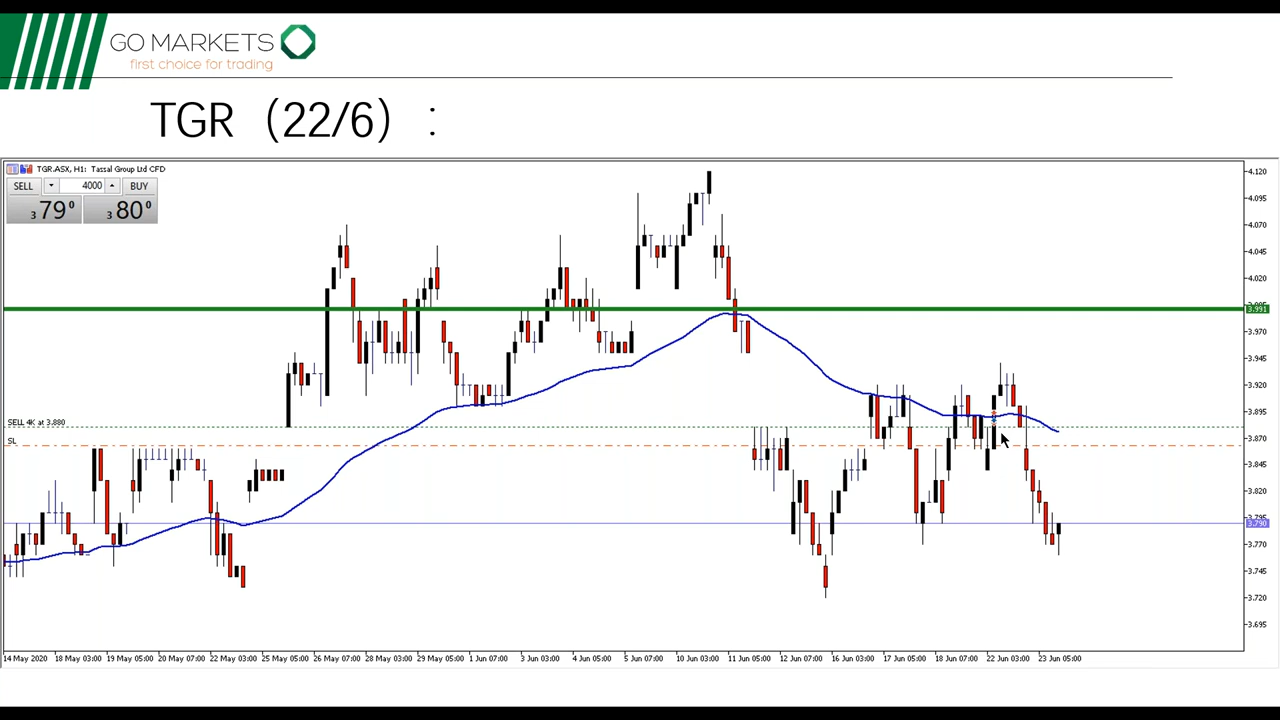 GO MARKETS
first choice for trading
TGR（22/6）：
TGR.ASX, H1: Tassal Group Ltd CFD
SELL 4000 BUY
3 79 0 3 80 0
4.120
4.095
4.070
4.045
4.020
3.991
3.970
3.945
3.920
3.895
SELL 4K at 3.880
3.870
SL
3.845
3.820
3.795
3.790
3.770
3.745
3.720
3.695
14 May 2020 18 May 03:00 19 May 05:00 20 May 07:00 22 May 03:00 25 May 05:00 26 May 07:00 28 May 03:00 29 May 05:00 1 Jun 07:00 3 Jun 03:00 4 Jun 05:00 5 Jun 07:00 10 Jun 03:00 11 Jun 05:00 12 Jun 07:00 16 Jun 03:00 17 Jun 05:00 18 Jun 07:00 22 Jun 03:00 23 Jun 05:00